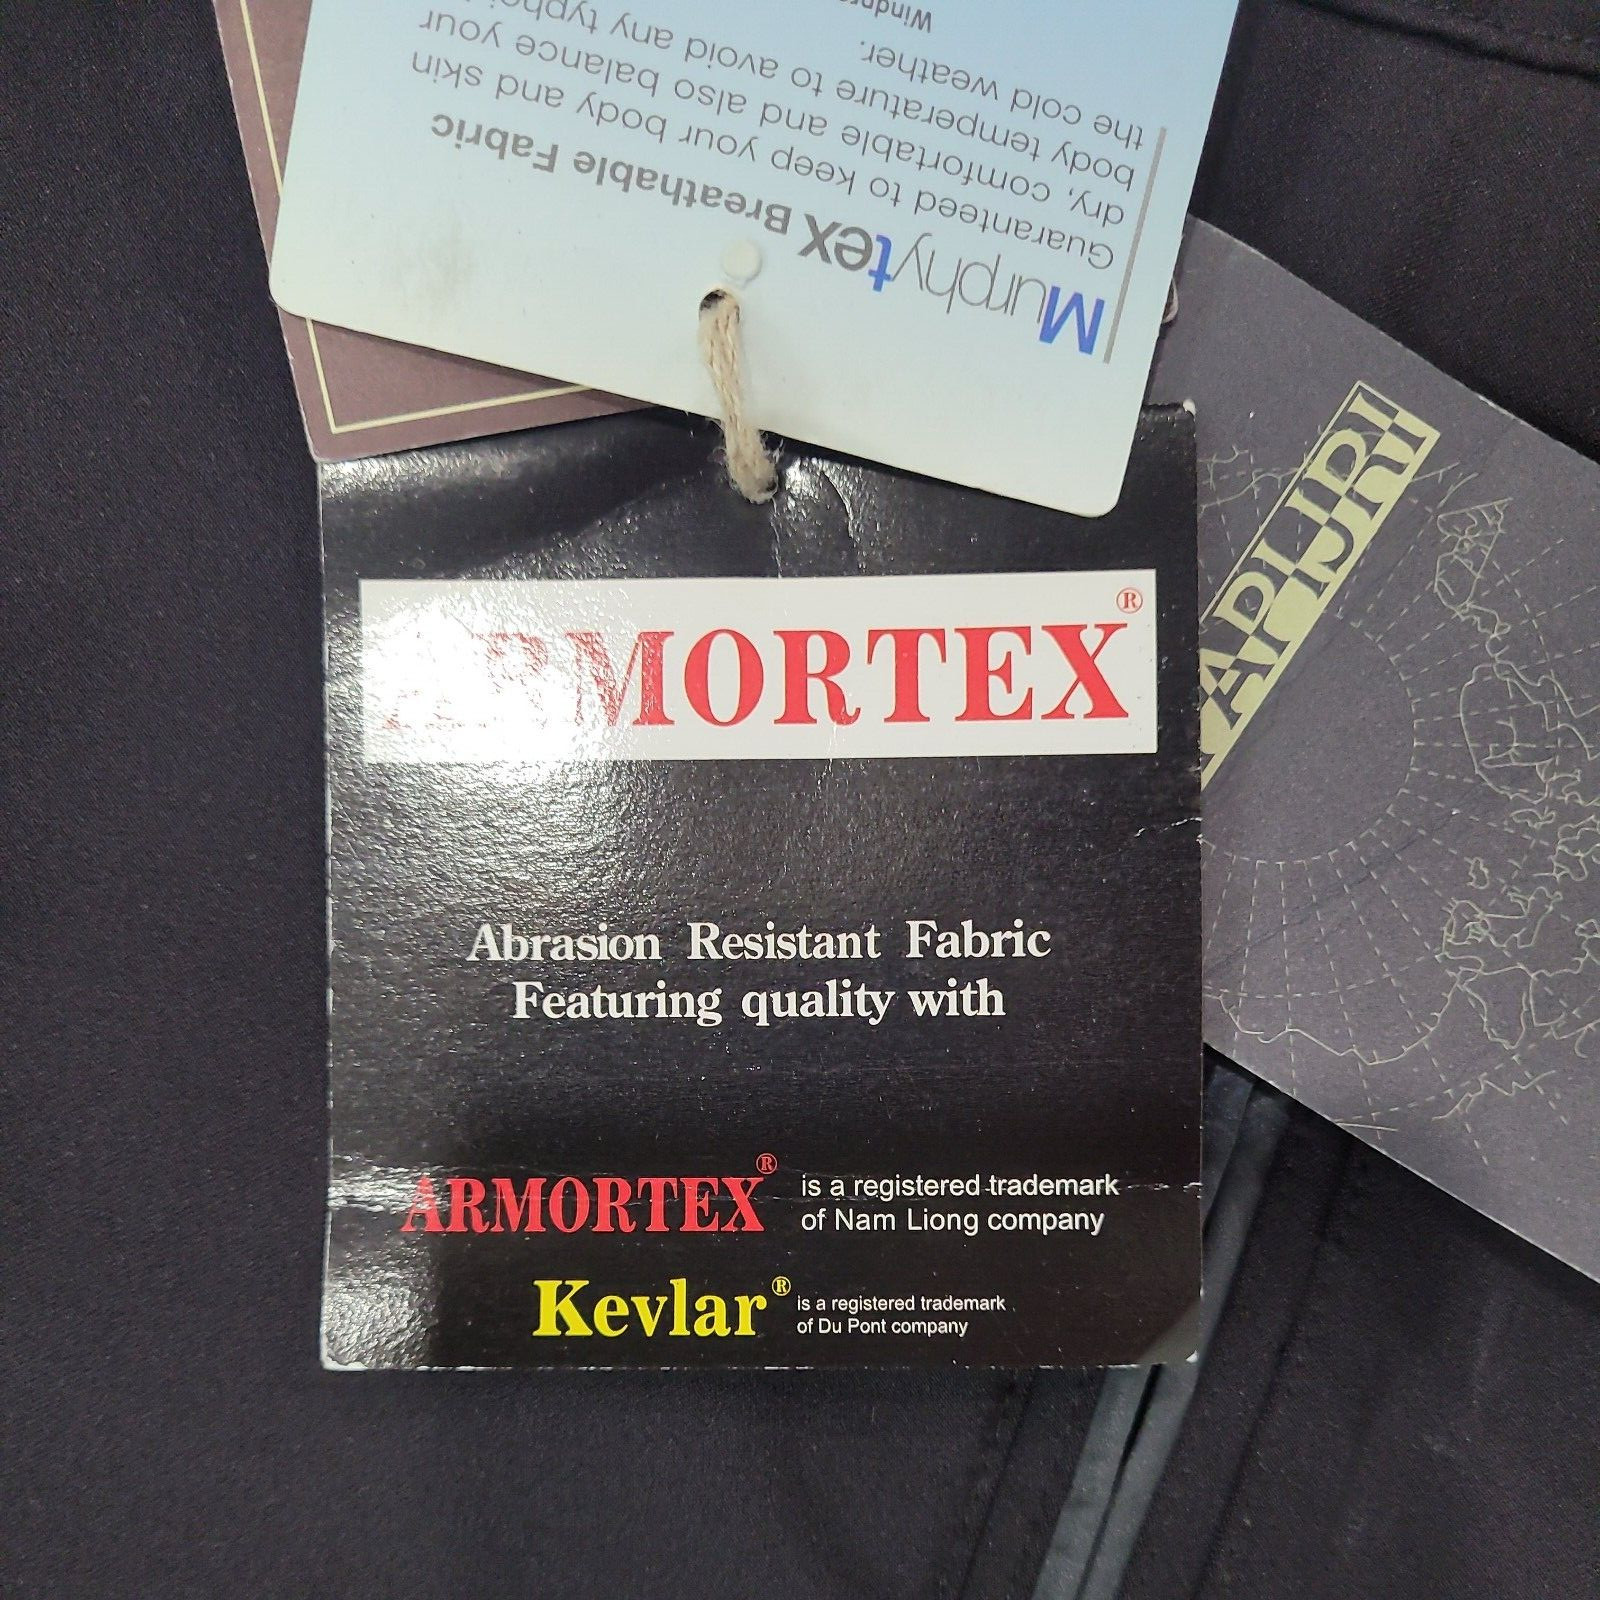 Murphytex Breathable Fabric
Guaranteed to keep your body and skin
dry, comfortable and also balance your
body temperature to avoid any
the cold weather.
ARMORTEX®
Abrasion Resistant Fabric
Featuring quality with
ARMORTEX® is a registered trademark
of Nam Liong company
Kevlar® is a registered trademark
of Du Pont company